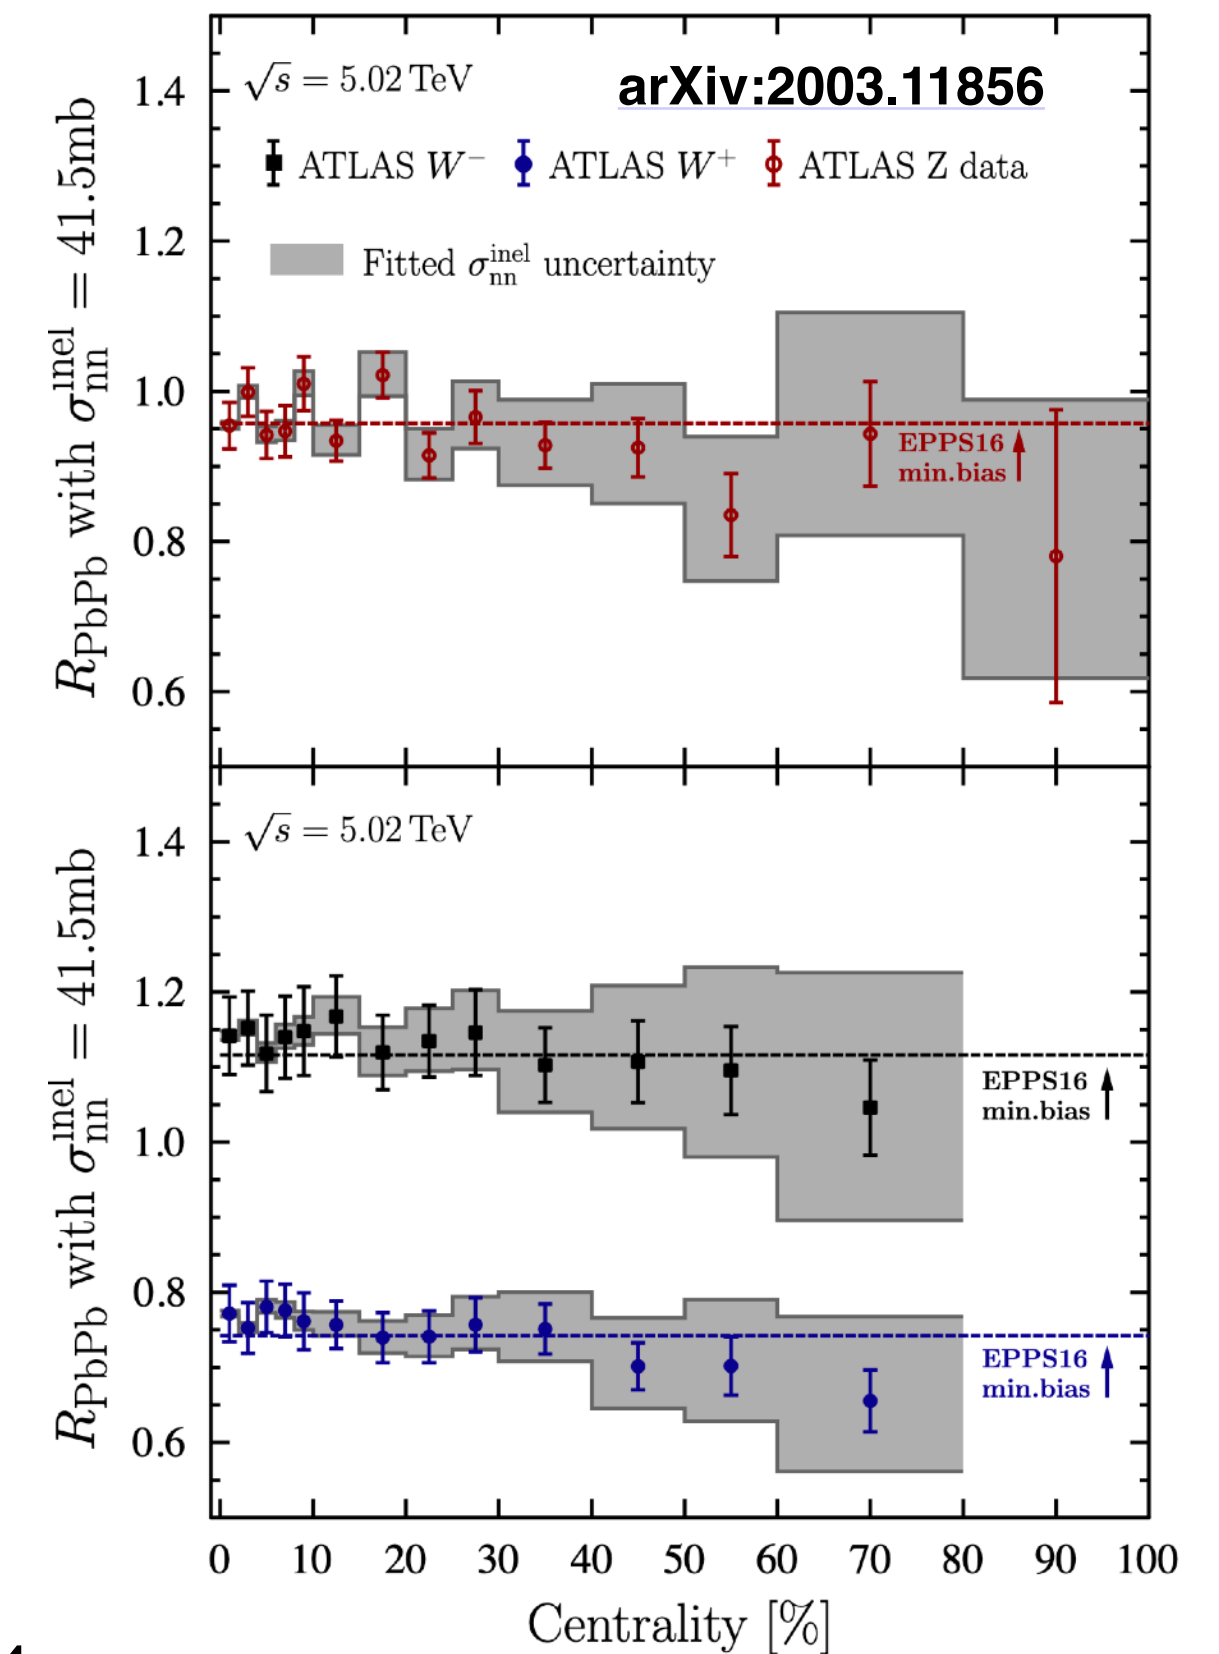 √s = 5.02 TeV
arXiv:2003.11856
ATLAS W⁻ ATLAS W⁺ ATLAS Z data
Fitted σ_nn^inel uncertainty
R_PbPb with σ_nn^inel = 41.5mb
1.4
1.2
1.0
0.8
0.6
EPPS16
min.bias
√s = 5.02 TeV
R_PbPb with σ_nn^inel = 41.5mb
1.4
1.2
1.0
0.8
0.6
EPPS16
min.bias
EPPS16
min.bias
0 10 20 30 40 50 60 70 80 90 100
Centrality [%]